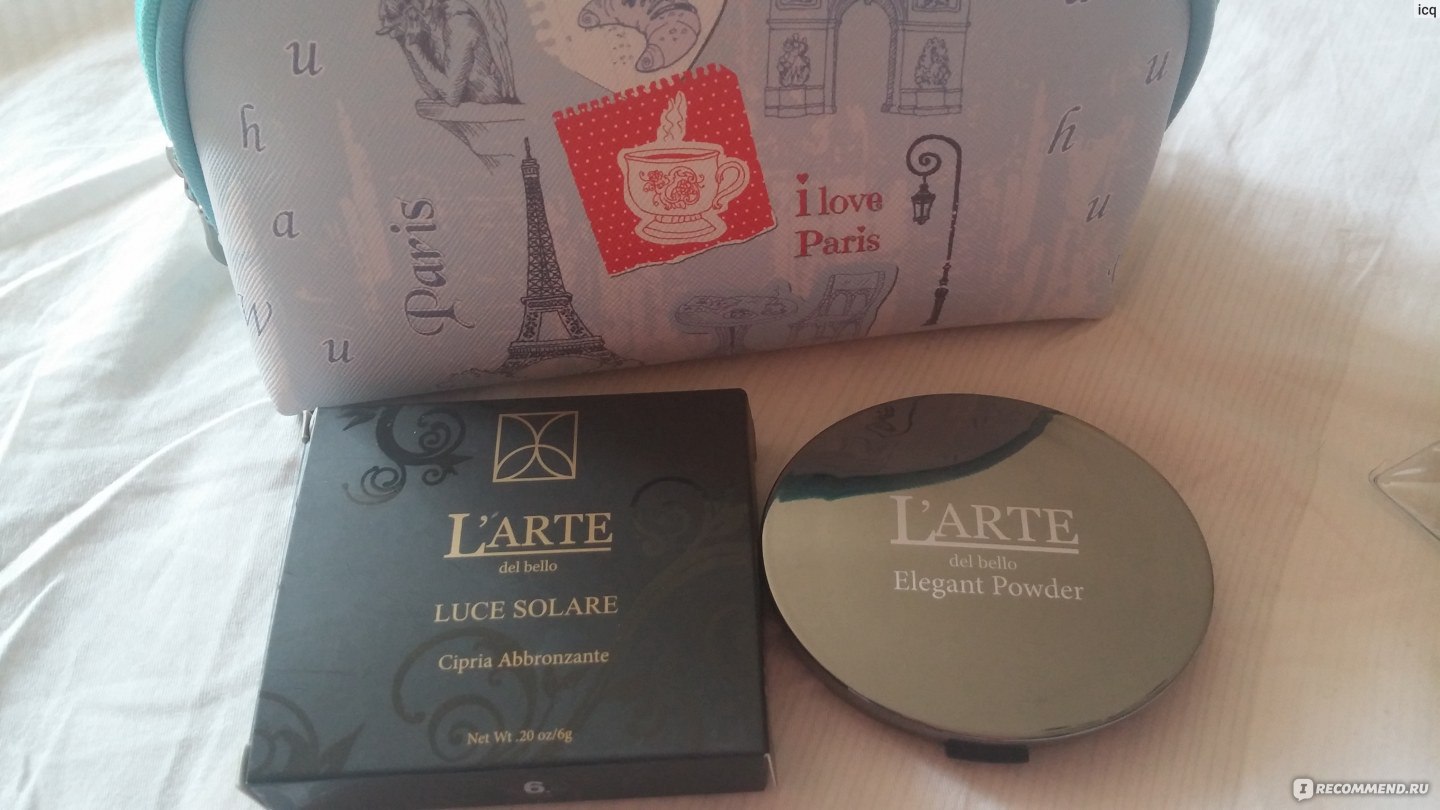 icq
u
h
a
w
u
Paris
i love
Paris
u
h
u
L'ARTE
del bello
LUCE SOLARE
Cipria Abbronzante
Net Wt .20 oz/6g
6.
L'ARTE
del bello
Elegant Powder
I RECOMMEND.RU